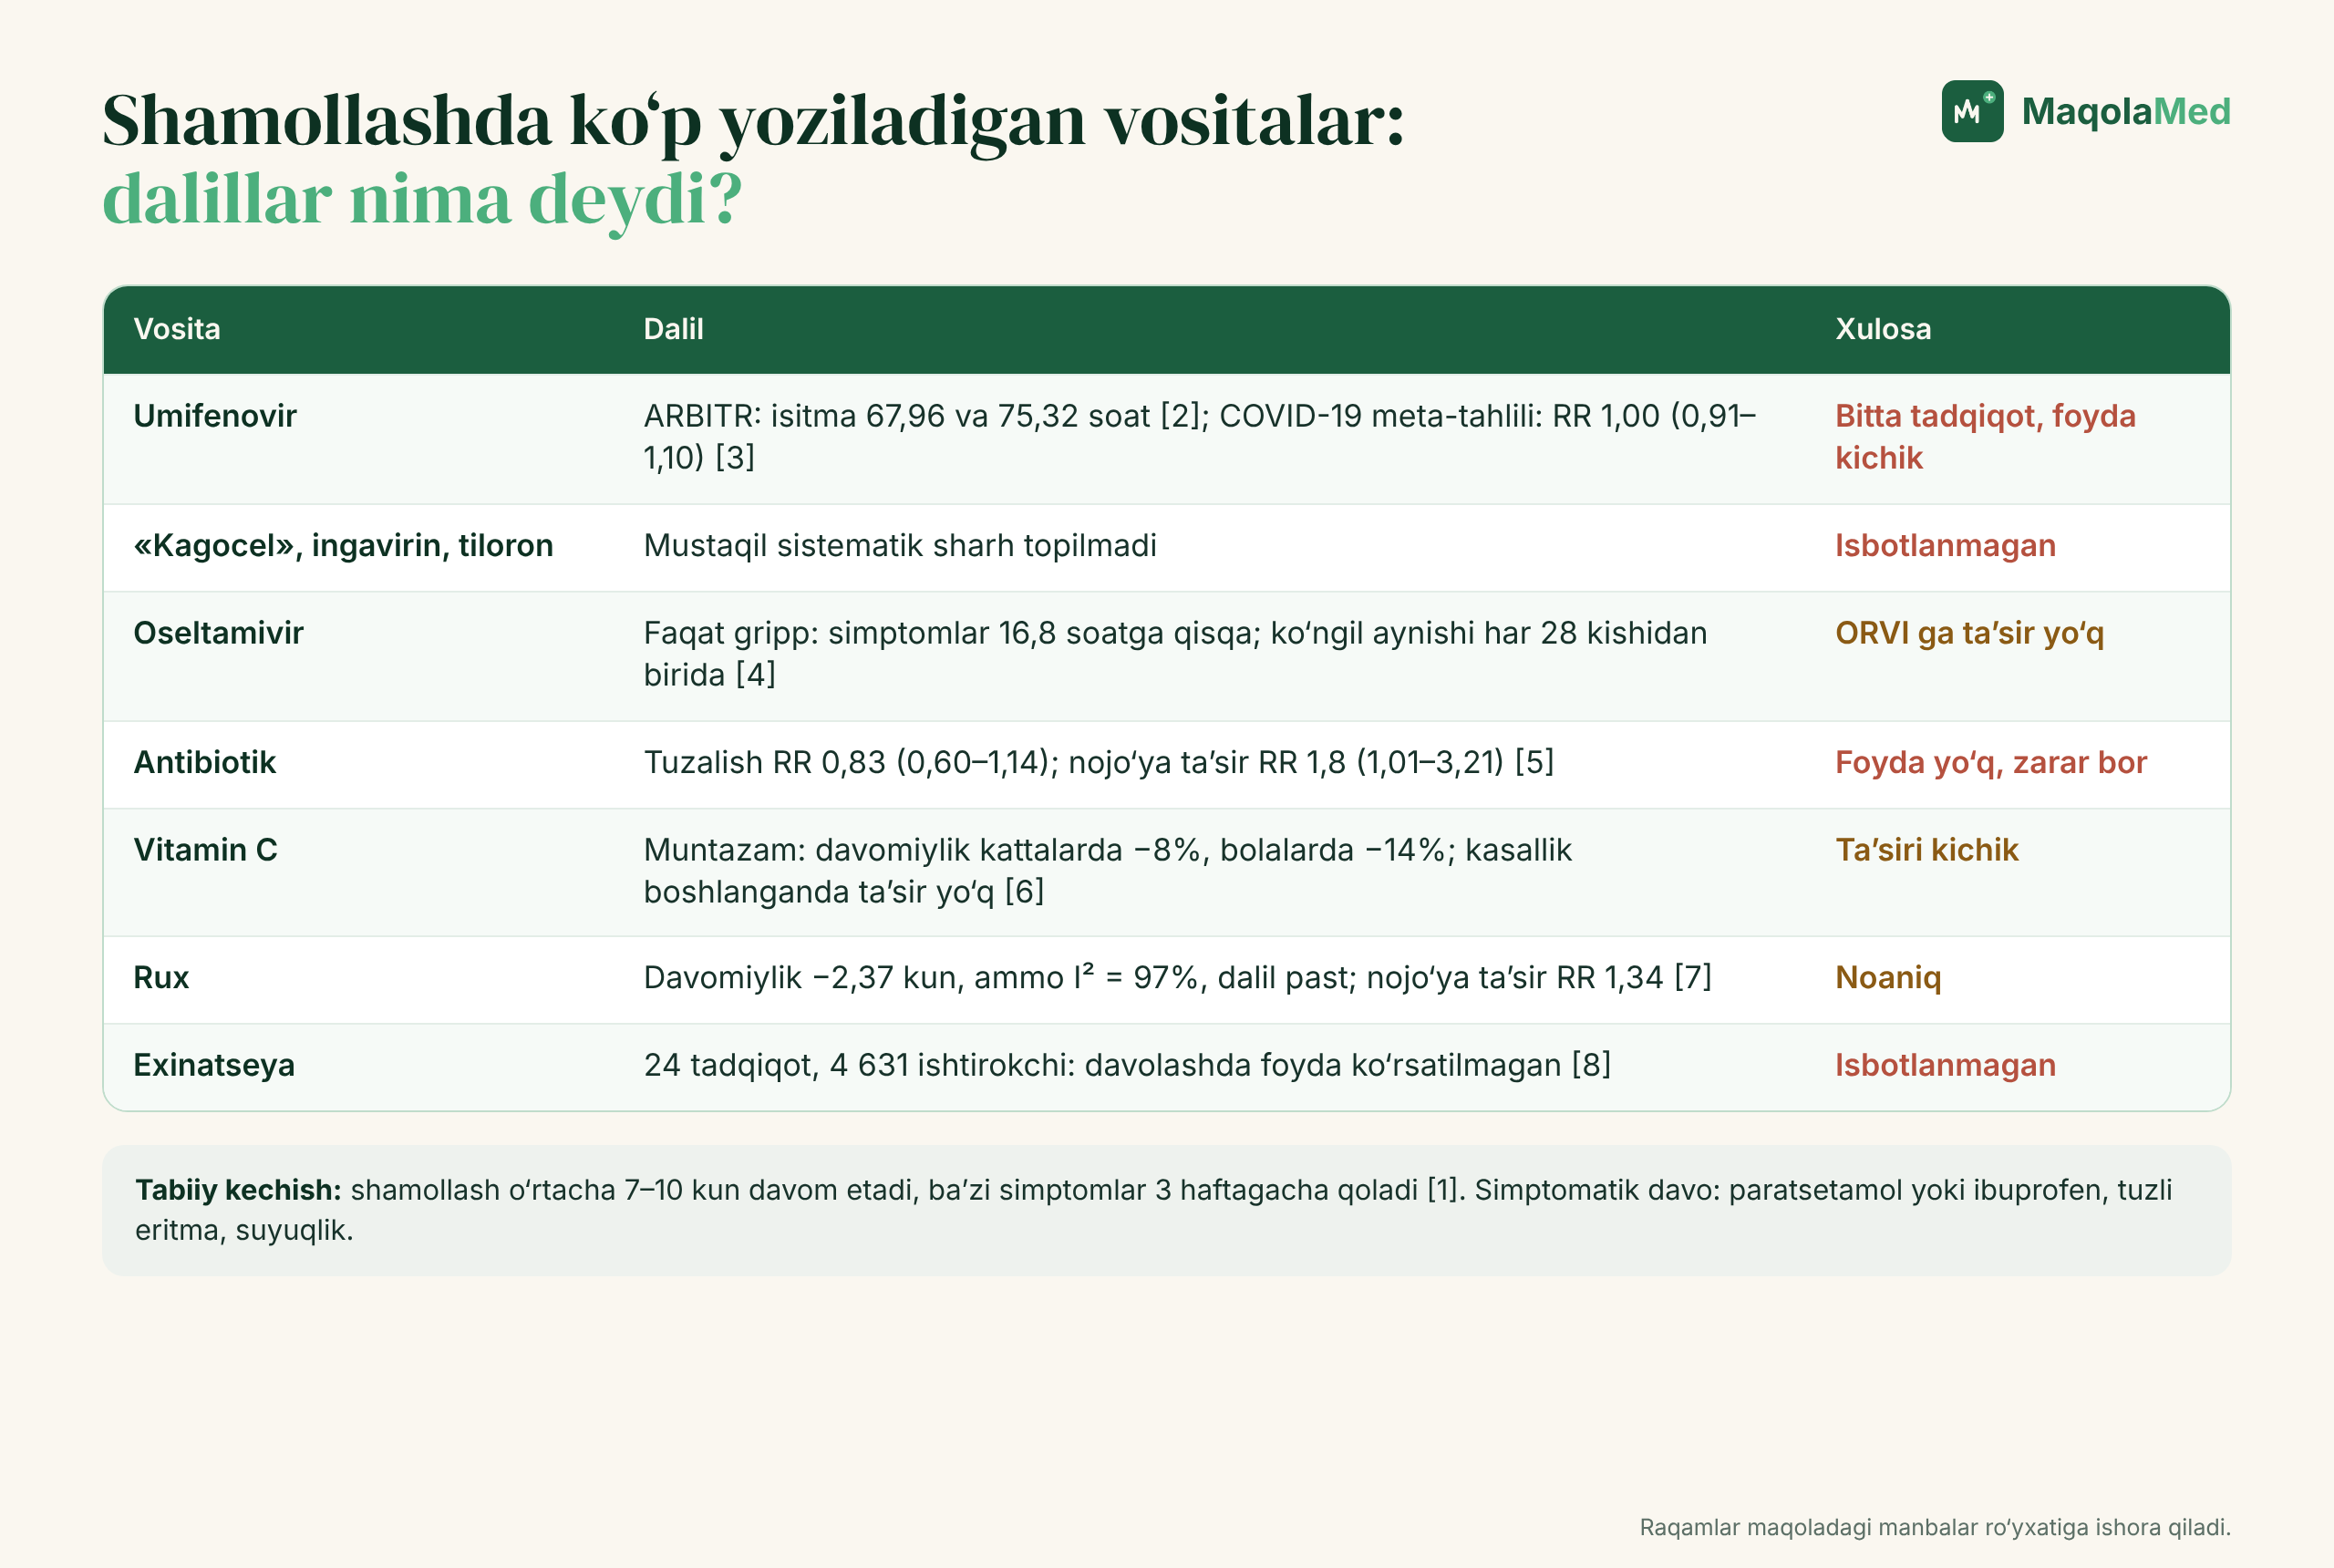 Shamollashda ko‘p yoziladigan vositalar:
dalillar nima deydi?
MaqolaMed
Vosita Dalil Xulosa
Umifenovir ARBITR: isitma 67,96 va 75,32 soat [2]; COVID-19 meta-tahlili: RR 1,00 (0,91– Bitta tadqiqot, foyda
1,10) [3] kichik
«Kagocel», ingavirin, tiloron Mustaqil sistematik sharh topilmadi Isbotlanmagan
Oseltamivir Faqat gripp: simptomlar 16,8 soatga qisqa; ko‘ngil aynishi har 28 kishidan ORVI ga ta’sir yo‘q
birida [4]
Antibiotik Tuzalish RR 0,83 (0,60–1,14); nojo‘ya ta’sir RR 1,8 (1,01–3,21) [5] Foyda yo‘q, zarar bor
Vitamin C Muntazam: davomiylik kattalarda −8%, bolalarda −14%; kasallik Ta’siri kichik
boshlanganda ta’sir yo‘q [6]
Rux Davomiylik −2,37 kun, ammo I² = 97%, dalil past; nojo‘ya ta’sir RR 1,34 [7] Noaniq
Exinatseya 24 tadqiqot, 4 631 ishtirokchi: davolashda foyda ko‘rsatilmagan [8] Isbotlanmagan
Tabiiy kechish: shamollash o‘rtacha 7–10 kun davom etadi, ba’zi simptomlar 3 haftagacha qoladi [1]. Simptomatik davo: paratsetamol yoki ibuprofen, tuzli
eritma, suyuqlik.
Raqamlar maqoladagi manbalar ro‘yxatiga ishora qiladi.